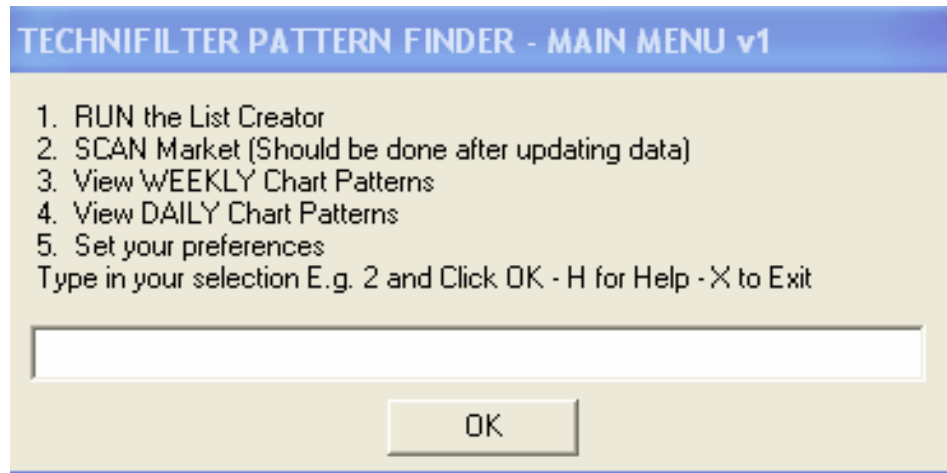 TECHNIFILTER PATTERN FINDER - MAIN MENU v1
1. RUN the List Creator
2. SCAN Market (Should be done after updating data)
3. View WEEKLY Chart Patterns
4. View DAILY Chart Patterns
5. Set your preferences
Type in your selection E.g. 2 and Click OK - H for Help - X to Exit
OK